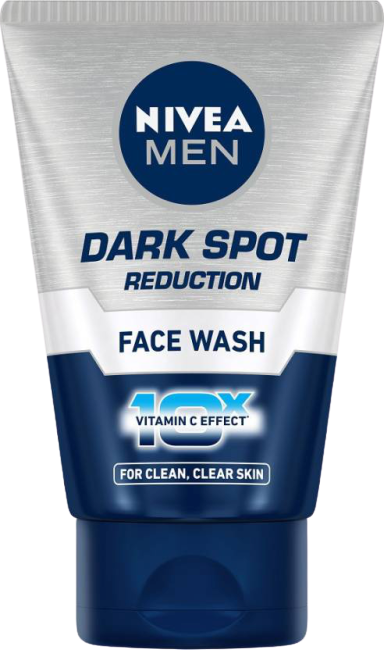 NIVEA
MEN
DARK SPOT
REDUCTION
FACE WASH
10X
VITAMIN C EFFECT*
FOR CLEAN, CLEAR SKIN